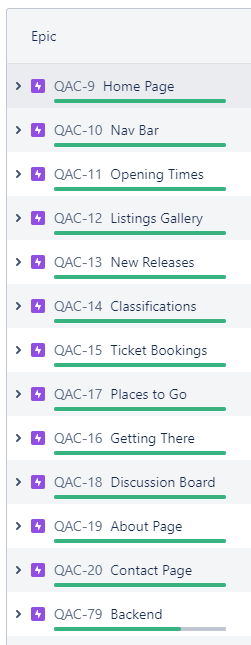 Epic
QAC-9 Home Page
QAC-10 Nav Bar
QAC-11 Opening Times
QAC-12 Listings Gallery
QAC-13 New Releases
QAC-14 Classifications
QAC-15 Ticket Bookings
QAC-17 Places to Go
QAC-16 Getting There
QAC-18 Discussion Board
QAC-19 About Page
QAC-20 Contact Page
QAC-79 Backend